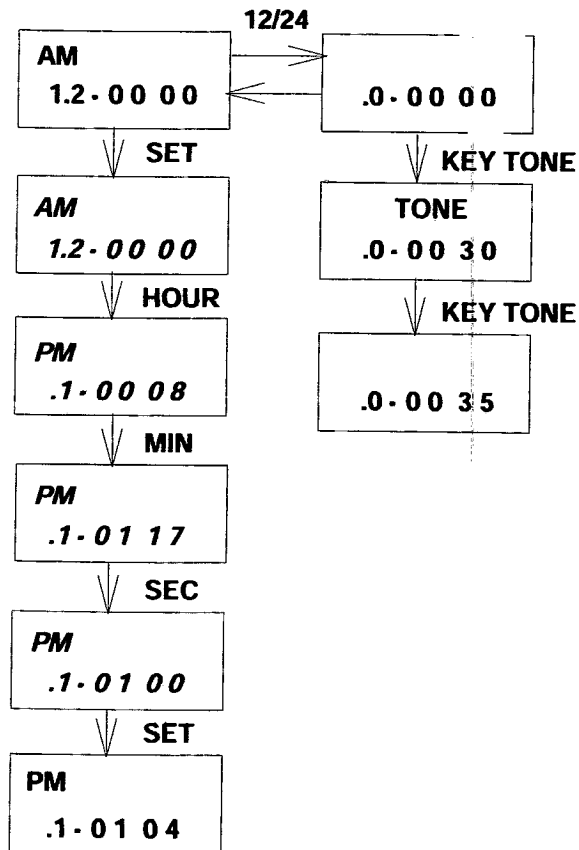 12/24
AM
1.2 - 00 00
.0 - 00 00
SET
KEY TONE
AM
1.2 - 00 00
TONE
.0 - 00 30
HOUR
KEY TONE
PM
.1 - 00 08
.0 - 00 35
MIN
PM
.1 - 01 17
SEC
PM
.1 - 01 00
SET
PM
.1 - 01 04